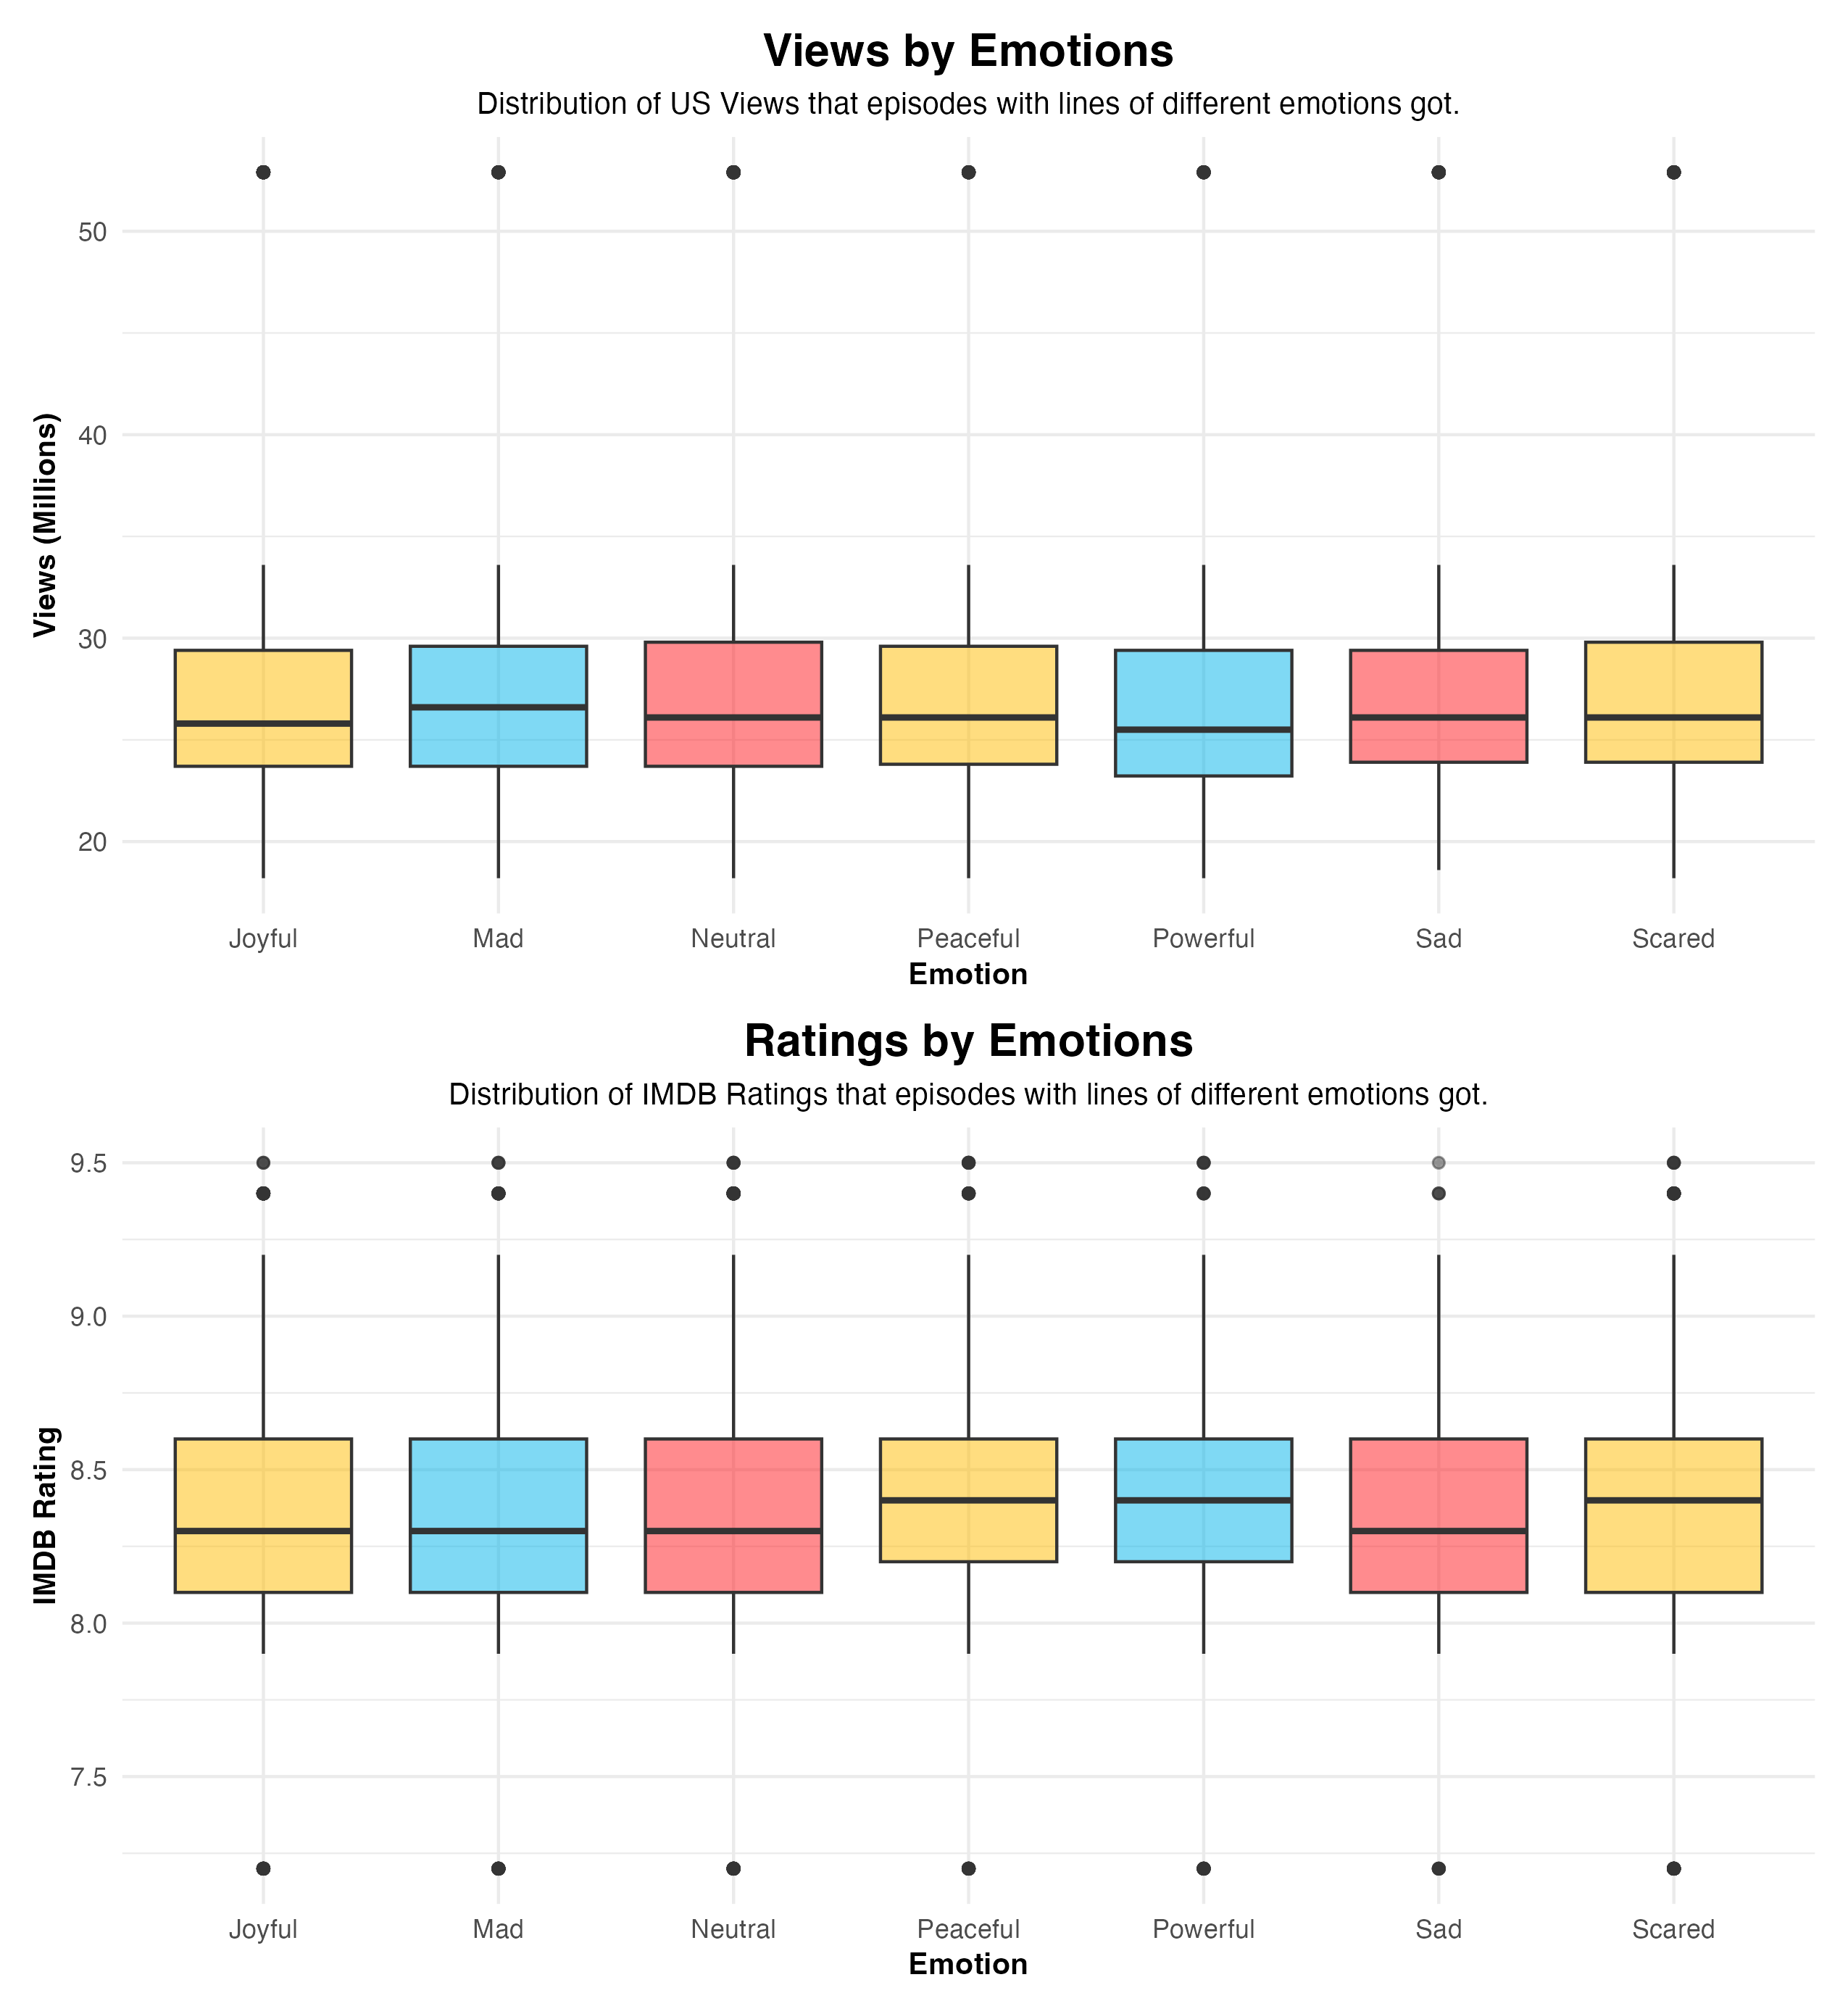 Views by Emotions
Distribution of US Views that episodes with lines of different emotions got.
Views (Millions)
50
40
30
20
Joyful Mad Neutral Peaceful Powerful Sad Scared
Emotion
Ratings by Emotions
Distribution of IMDB Ratings that episodes with lines of different emotions got.
IMDB Rating
9.5
9.0
8.5
8.0
7.5
Joyful Mad Neutral Peaceful Powerful Sad Scared
Emotion